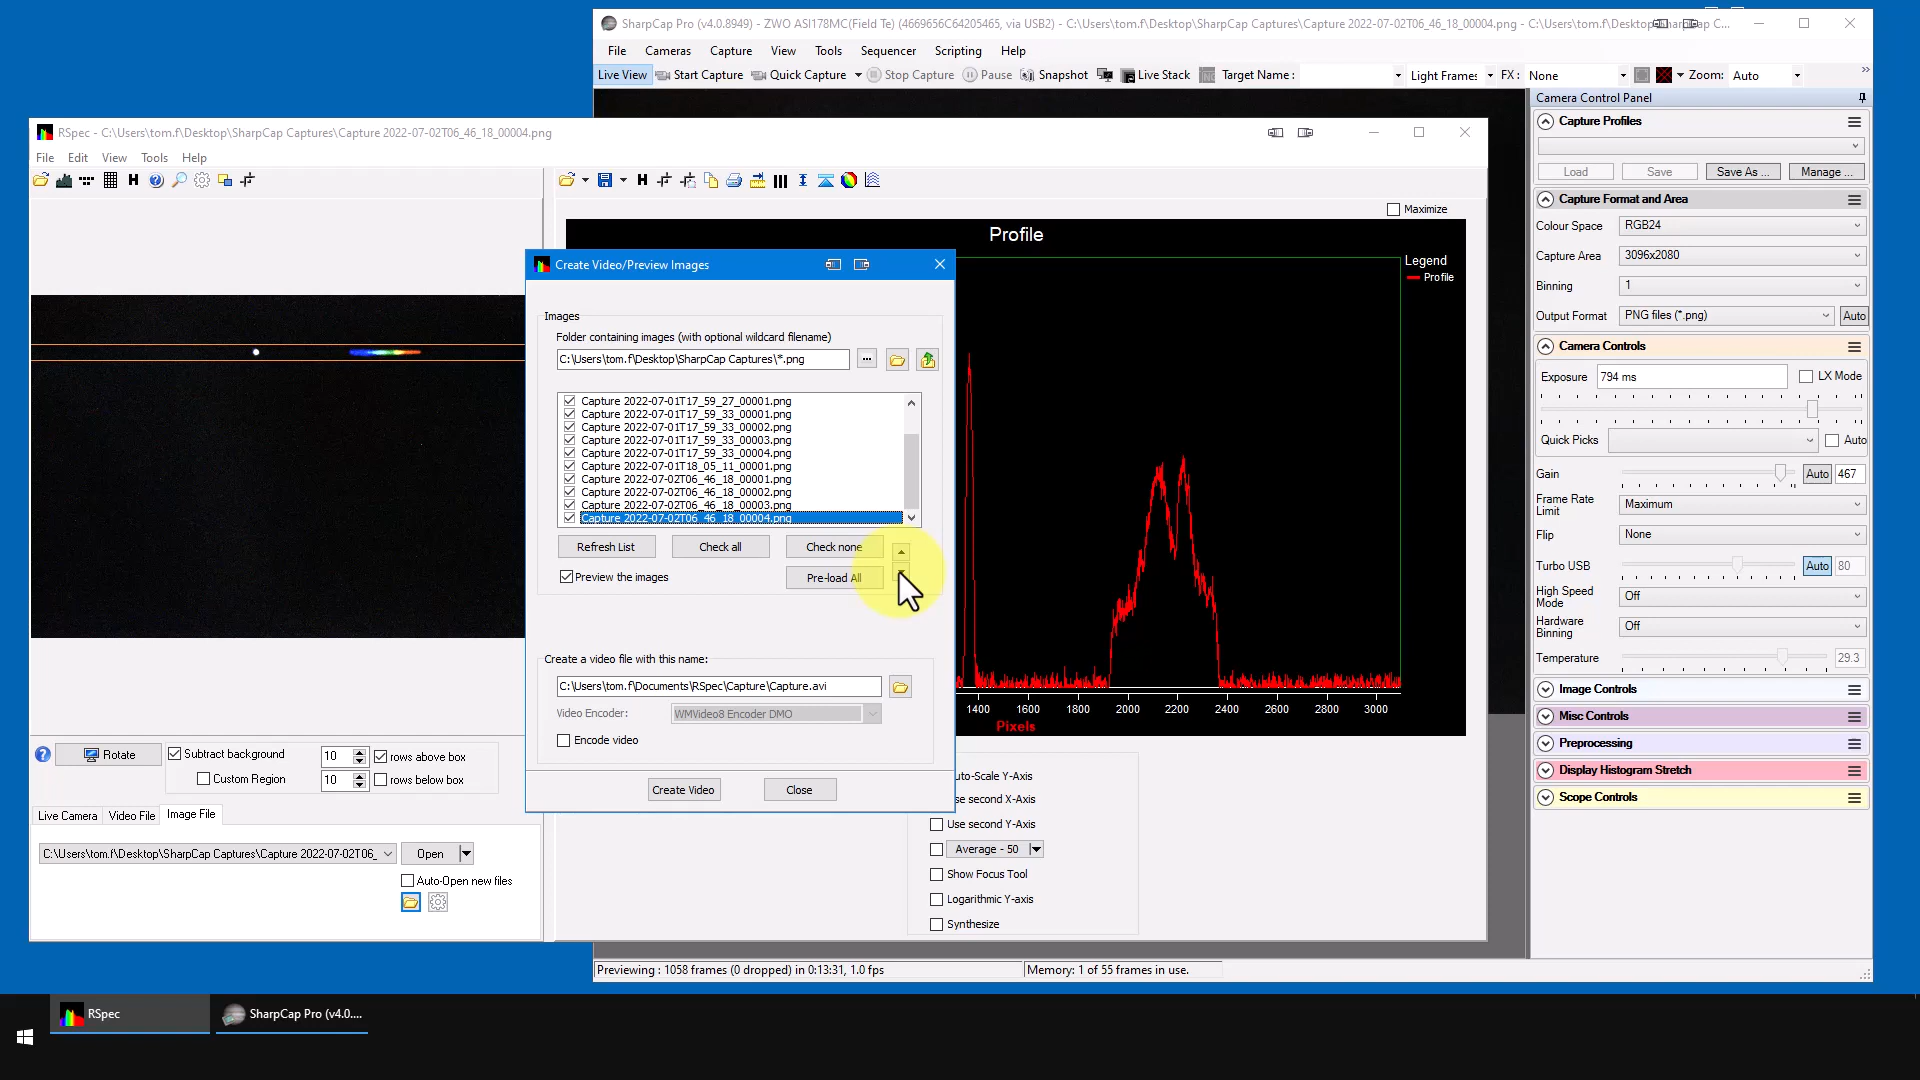 SharpCap Pro (v4.0.8949) - ZWO ASI178MC(Field Te) (4669656C64205465, via USB2) - C:\Users\tom.f\Desktop\SharpCap Captures\Capture 2022-07-02T06_46_18_00004.png - C:\Users\tom.f\Desktop\
File Cameras Capture View Tools Sequencer Scripting Help
Live View Start Capture Quick Capture Stop Capture Pause Snapshot Live Stack Target Name : Light Frames FX : None Zoom: Auto
Camera Control Panel
Capture Profiles
Load Save Save As ... Manage ...
Capture Format and Area
Colour Space RGB24
Capture Area 3096x2080
Binning 1
Output Format PNG files (*.png) Auto
Camera Controls
Exposure 794 ms LX Mode
Quick Picks Auto
Gain Auto 467
Frame Rate Limit Maximum
Flip None
Turbo USB Auto 80
High Speed Mode Off
Hardware Binning Off
Temperature 29.3
Image Controls
Misc Controls
Preprocessing
Display Histogram Stretch
Scope Controls
RSpec - C:\Users\tom.f\Desktop\SharpCap Captures\Capture 2022-07-02T06_46_18_00004.png
File Edit View Tools Help
Maximize
Profile
Legend
Profile
1400 1600 1800 2000 2200 2400 2600 2800 3000
Pixels
Create Video/Preview Images
Images
Folder containing images (with optional wildcard filename)
C:\Users\tom.f\Desktop\SharpCap Captures\*.png
Capture 2022-07-01T17_59_27_00001.png
Capture 2022-07-01T17_59_33_00001.png
Capture 2022-07-01T17_59_33_00002.png
Capture 2022-07-01T17_59_33_00003.png
Capture 2022-07-01T17_59_33_00004.png
Capture 2022-07-01T18_05_11_00001.png
Capture 2022-07-02T06_46_18_00001.png
Capture 2022-07-02T06_46_18_00002.png
Capture 2022-07-02T06_46_18_00003.png
Capture 2022-07-02T06_46_18_00004.png
Refresh List Check all Check none
Preview the images Pre-load All
Create a video file with this name:
C:\Users\tom.f\Documents\RSpec\Capture\Capture.avi
Video Encoder: WMVideo8 Encoder DMO
Encode video
Create Video Close
Rotate
Subtract background 10 rows above box
Custom Region 10 rows below box
Live Camera Video File Image File
C:\Users\tom.f\Desktop\SharpCap Captures\Capture 2022-07-02T06_ Open
Auto-Open new files
uto-Scale Y-Axis
se second X-Axis
Use second Y-Axis
Average - 50
Show Focus Tool
Logarithmic Y-axis
Synthesize
Previewing : 1058 frames (0 dropped) in 0:13:31, 1.0 fps Memory: 1 of 55 frames in use.
RSpec SharpCap Pro (v4.0....